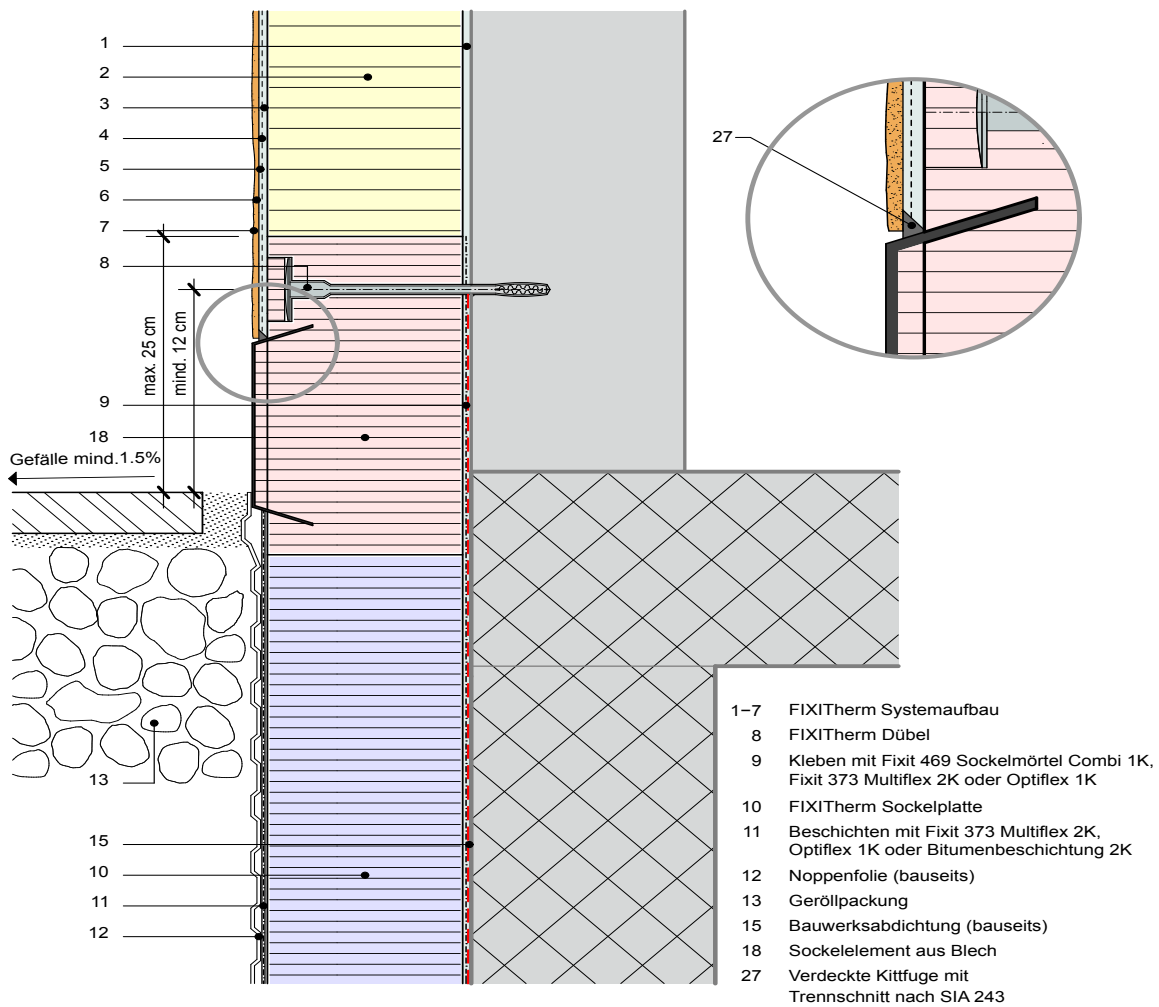 1
2
3
4
5
6
7
8
max. 25 cm
mind. 12 cm
9
18
Gefälle mind.1.5%
13
15
10
11
12
27
1–7 FIXITherm Systemaufbau
8 FIXITherm Dübel
9 Kleben mit Fixit 469 Sockelmörtel Combi 1K,
Fixit 373 Multiflex 2K oder Optiflex 1K
10 FIXITherm Sockelplatte
11 Beschichten mit Fixit 373 Multiflex 2K,
Optiflex 1K oder Bitumenbeschichtung 2K
12 Noppenfolie (bauseits)
13 Geröllpackung
15 Bauwerksabdichtung (bauseits)
18 Sockelelement aus Blech
27 Verdeckte Kittfuge mit
Trennschnitt nach SIA 243